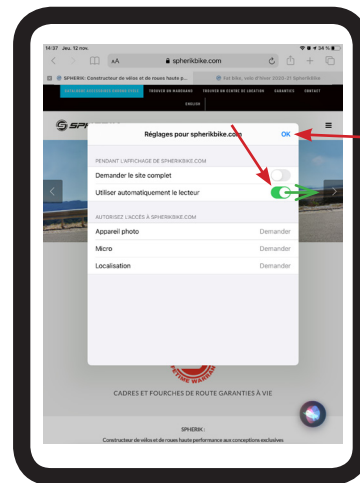 14:37 Jeu. 12 nov. 34 %
AA spherikbike.com
SPHERIK: Constructeur de vélos et de roues haute p... Fat bike, vélo d'hiver 2020-21 Spherikbike
TROUVER UN MARCHAND TROUVER UN CENTRE DE LOCATION GARANTIES CONTACT
ENGLISH
Réglages pour spherikbike.com OK
PENDANT L'AFFICHAGE DE SPHERIKBIKE.COM
Demander le site complet
Utiliser automatiquement le lecteur
AUTORISEZ L'ACCÈS À SPHERIKBIKE.COM
Appareil photo Demander
Micro Demander
Localisation Demander
LIFETIME WARRANTY
CADRES ET FOURCHES DE ROUTE GARANTIES À VIE
SPHERIK :
Constructeur de vélos et de roues haute performance aux conceptions exclusives